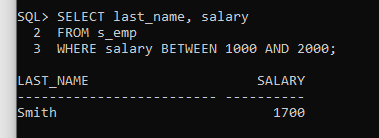 SQL> SELECT last_name, salary
  2  FROM s_emp
  3  WHERE salary BETWEEN 1000 AND 2000;
LAST_NAME                     SALARY
------------------------- ----------
Smith                           1700